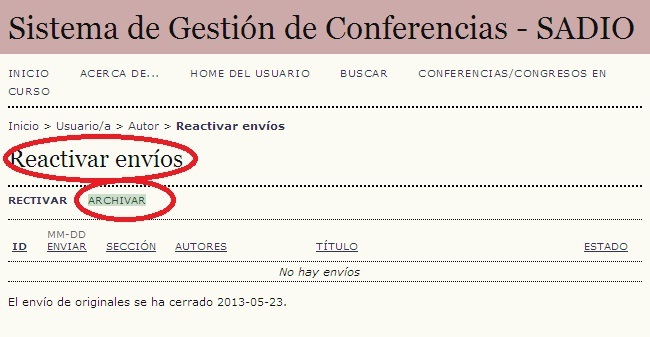 Sistema de Gestión de Conferencias - SADIO
INICIO ACERCA DE... HOME DEL USUARIO BUSCAR CONFERENCIAS/CONGRESOS EN
CURSO
Inicio > Usuario/a > Autor > Reactivar envíos
Reactivar envíos
RECTIVAR ARCHIVAR
MM-DD
ID ENVIAR SECCIÓN AUTORES TÍTULO ESTADO
No hay envíos
El envío de originales se ha cerrado 2013-05-23.